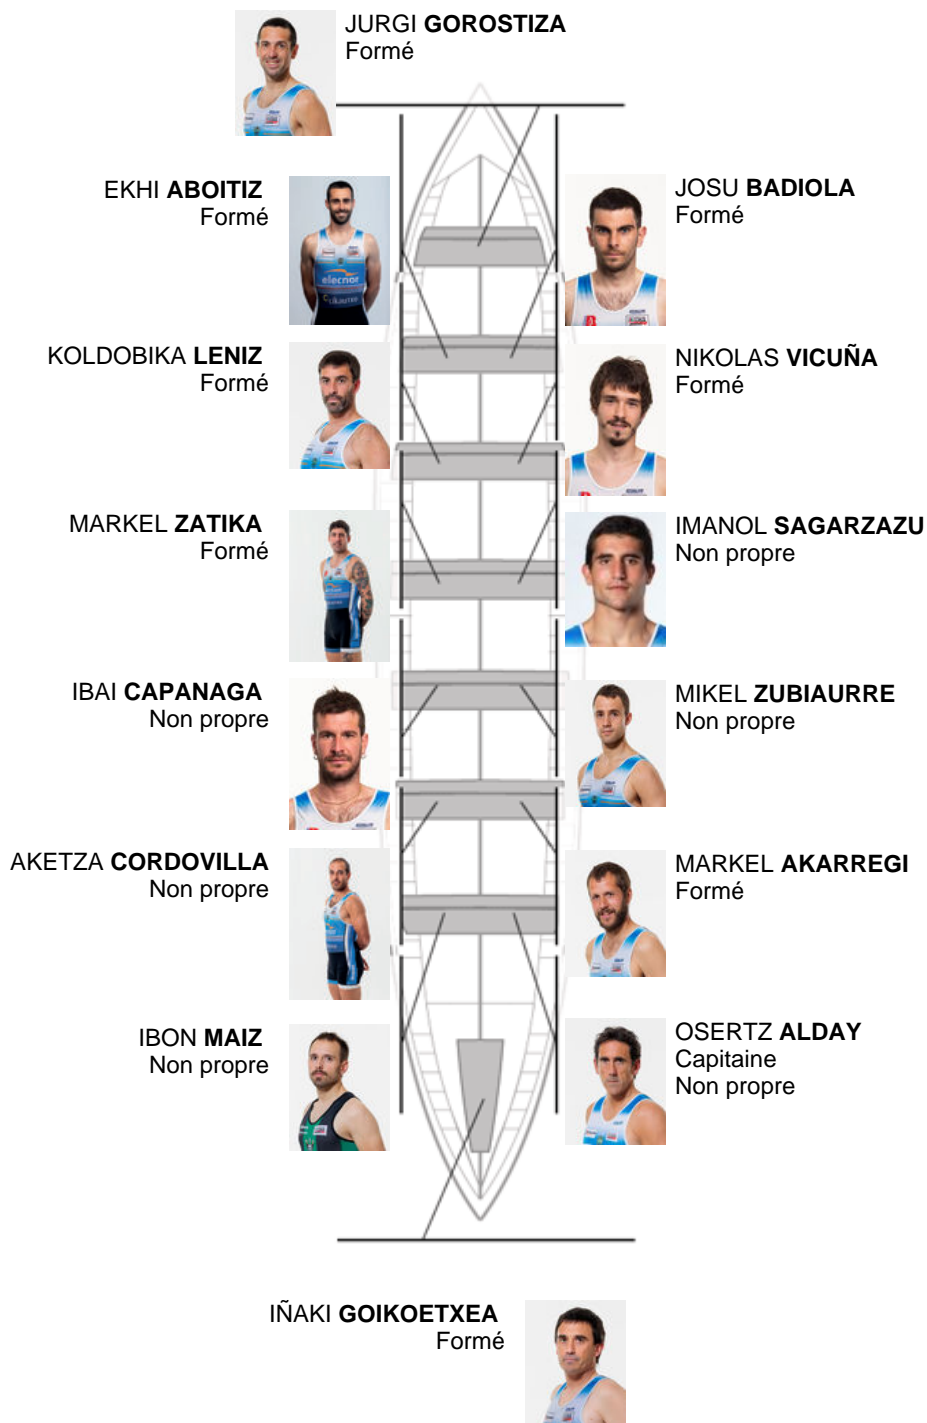 JURGI GOROSTIZA
Formé
EKHI ABOITIZ
Formé
JOSU BADIOLA
Formé
elecnor
KOLDOBIKA LENIZ
Formé
NIKOLAS VICUÑA
Formé
MARKEL ZATIKA
Formé
IMANOL SAGARZAZU
Non propre
IBAI CAPANAGA
Non propre
MIKEL ZUBIAURRE
Non propre
AKETZA CORDOVILLA
Non propre
MARKEL AKARREGI
Formé
IBON MAIZ
Non propre
OSERTZ ALDAY
Capitaine
Non propre
IÑAKI GOIKOETXEA
Formé